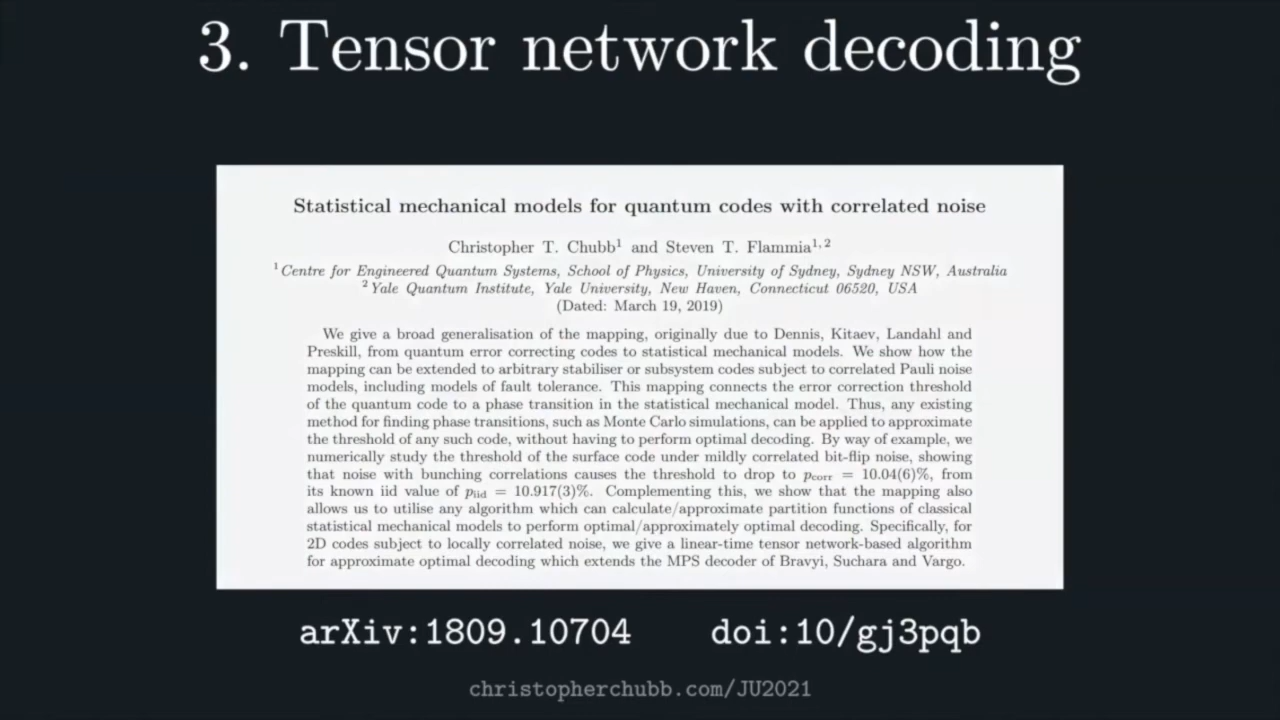 3. Tensor network decoding
Statistical mechanical models for quantum codes with correlated noise
Christopher T. Chubb¹ and Steven T. Flammia¹,²
¹Centre for Engineered Quantum Systems, School of Physics, University of Sydney, Sydney NSW, Australia
²Yale Quantum Institute, Yale University, New Haven, Connecticut 06520, USA
(Dated: March 19, 2019)
We give a broad generalisation of the mapping, originally due to Dennis, Kitaev, Landahl and
Preskill, from quantum error correcting codes to statistical mechanical models. We show how the
mapping can be extended to arbitrary stabiliser or subsystem codes subject to correlated Pauli noise
models, including models of fault tolerance. This mapping connects the error correction threshold
of the quantum code to a phase transition in the statistical mechanical model. Thus, any existing
method for finding phase transitions, such as Monte Carlo simulations, can be applied to approximate
the threshold of any such code, without having to perform optimal decoding. By way of example, we
numerically study the threshold of the surface code under mildly correlated bit-flip noise, showing
that noise with bunching correlations causes the threshold to drop to p_corr = 10.04(6)%, from
its known iid value of p_iid = 10.917(3)%. Complementing this, we show that the mapping also
allows us to utilise any algorithm which can calculate/approximate partition functions of classical
statistical mechanical models to perform optimal/approximately optimal decoding. Specifically, for
2D codes subject to locally correlated noise, we give a linear-time tensor network-based algorithm
for approximate optimal decoding which extends the MPS decoder of Bravyi, Suchara and Vargo.
arXiv:1809.10704 doi:10/gj3pqb
christopherchubb.com/JU2021